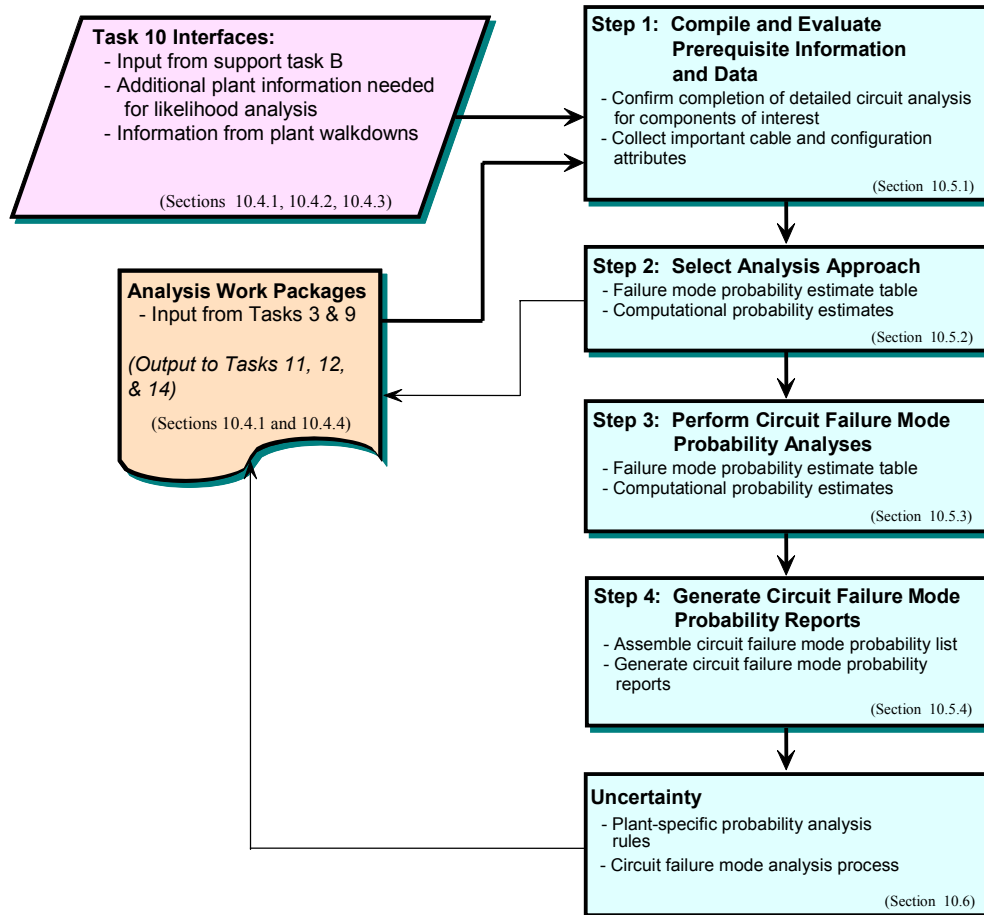 Task 10 Interfaces:
- Input from support task B
- Additional plant information needed
for likelihood analysis
- Information from plant walkdowns
(Sections 10.4.1, 10.4.2, 10.4.3)
Analysis Work Packages
- Input from Tasks 3 & 9
(Output to Tasks 11, 12,
& 14)
(Sections 10.4.1 and 10.4.4)
Step 1: Compile and Evaluate
Prerequisite Information
and Data
- Confirm completion of detailed circuit analysis
for components of interest
- Collect important cable and configuration
attributes
(Section 10.5.1)
Step 2: Select Analysis Approach
- Failure mode probability estimate table
- Computational probability estimates
(Section 10.5.2)
Step 3: Perform Circuit Failure Mode
Probability Analyses
- Failure mode probability estimate table
- Computational probability estimates
(Section 10.5.3)
Step 4: Generate Circuit Failure Mode
Probability Reports
- Assemble circuit failure mode probability list
- Generate circuit failure mode probability
reports
(Section 10.5.4)
Uncertainty
- Plant-specific probability analysis
rules
- Circuit failure mode analysis process
(Section 10.6)